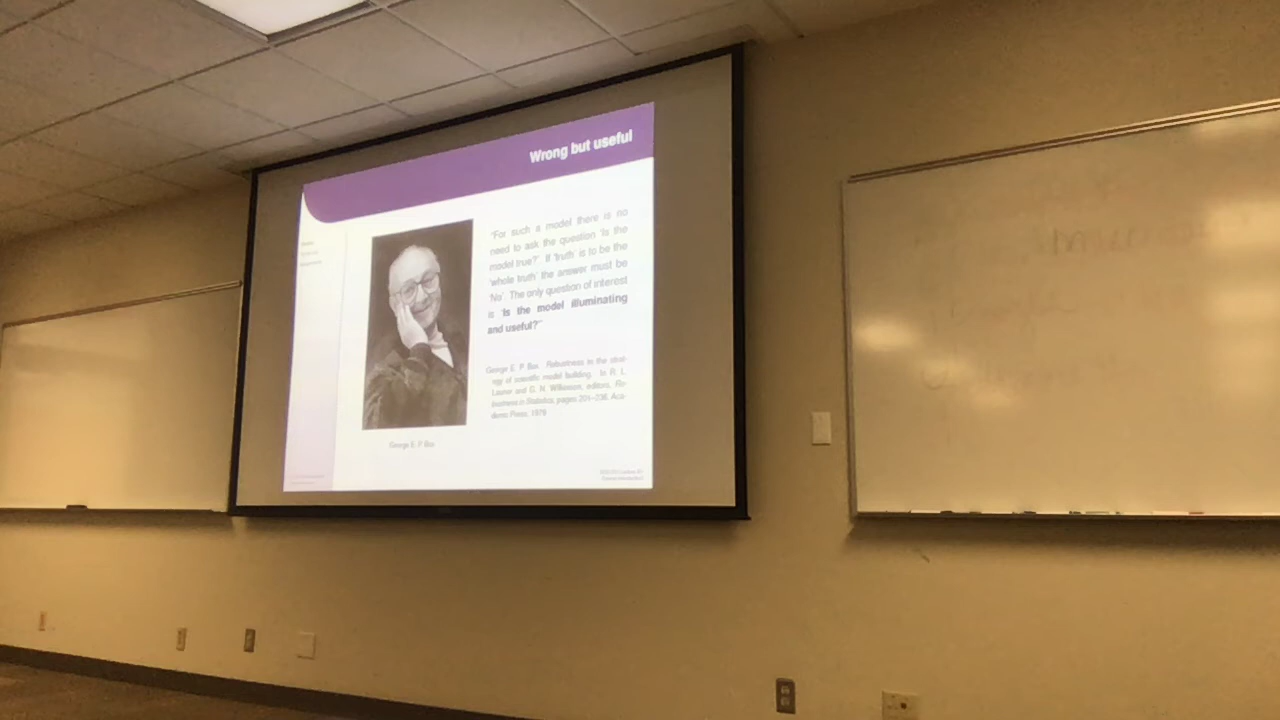 Wrong but useful
"For such a model there is no
need to ask the question 'Is the
model true?'. If 'truth' is to be the
'whole truth' the answer must be
'No'. The only question of interest
is 'Is the model illuminating
and useful?'"
George E. P. Box. Robustness in the strat-
egy of scientific model building. In R. L.
Launer and G. N. Wilkinson, editors, Ro-
bustness in Statistics, pages 201–236. Aca-
demic Press, 1979
George E. P. Box